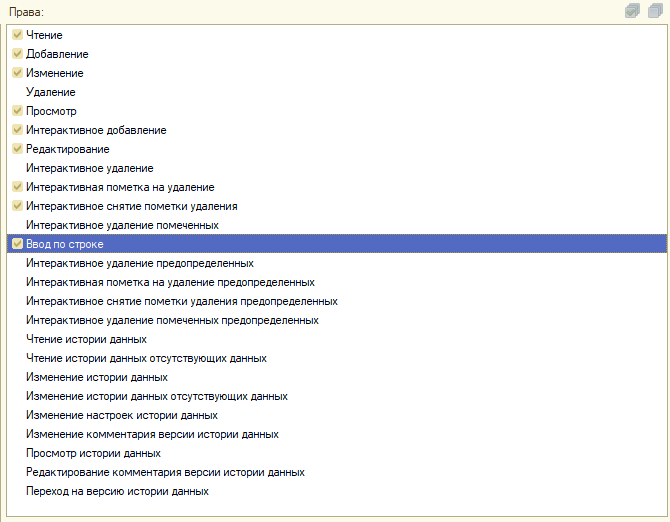 Права:
Чтение
Добавление
Изменение
Удаление
Просмотр
Интерактивное добавление
Редактирование
Интерактивное удаление
Интерактивная пометка на удаление
Интерактивное снятие пометки удаления
Интерактивное удаление помеченных
Ввод по строке
Интерактивное удаление предопределенных
Интерактивная пометка на удаление предопределенных
Интерактивное снятие пометки удаления предопределенных
Интерактивное удаление помеченных предопределенных
Чтение истории данных
Чтение истории данных отсутствующих данных
Изменение истории данных
Изменение истории данных отсутствующих данных
Изменение настроек истории данных
Изменение комментария версии истории данных
Просмотр истории данных
Редактирование комментария версии истории данных
Переход на версию истории данных